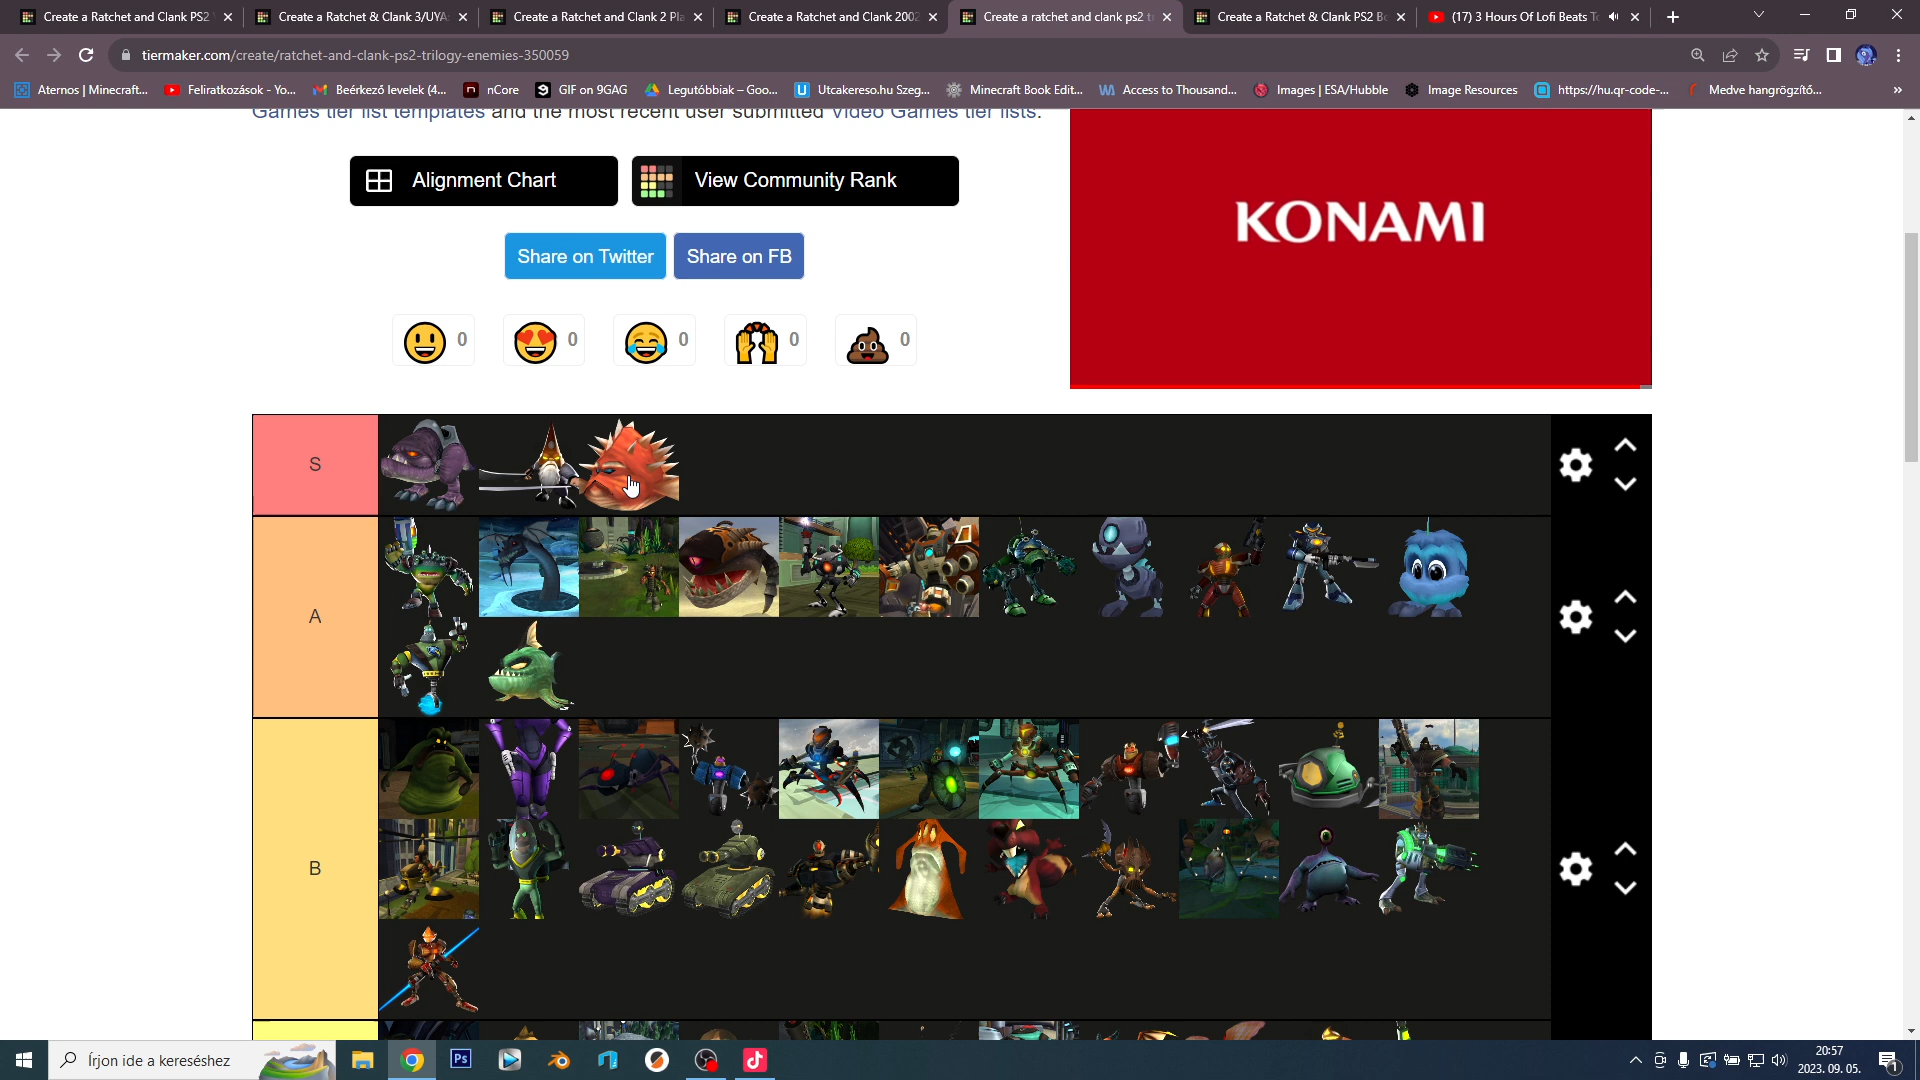 Create a Ratchet and Clank PS2
Create a Ratchet & Clank 3/UYA
Create a Ratchet and Clank 2 Pla
Create a Ratchet and Clank 2002
Create a ratchet and clank ps2 t
Create a Ratchet & Clank PS2 Bo
(17) 3 Hours Of Lofi Beats To
tiermaker.com/create/ratchet-and-clank-ps2-trilogy-enemies-350059
Aternos | Minecraft...
Feliratkozások - Yo...
Beérkező levelek (4...
nCore
GIF on 9GAG
Legutóbbiak – Goo...
Utcakereso.hu Szeg...
Minecraft Book Edit...
Access to Thousand...
Images | ESA/Hubble
Image Resources
https://hu.qr-code-...
Medve hangrögzítő...
»
Games tier list templates and the most recent user submitted Video Games tier lists.
Alignment Chart
View Community Rank
KONAMI
Share on Twitter
Share on FB
0
0
0
0
0
S
A
B
Írjon ide a kereséshez
Ps
20:57
2023. 09. 05.
1